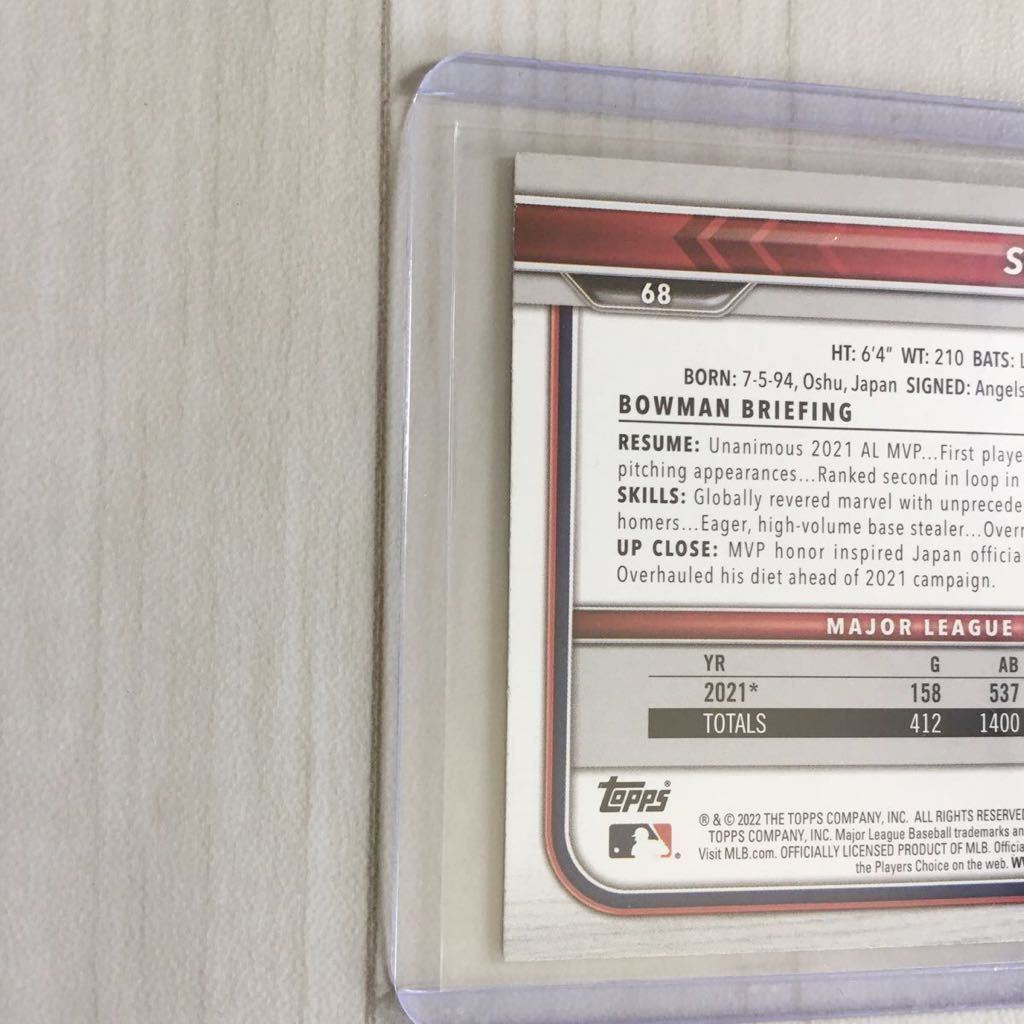 S
68
HT: 6'4" WT: 210 BATS: L
BORN: 7-5-94, Oshu, Japan SIGNED: Angels
BOWMAN BRIEFING
RESUME: Unanimous 2021 AL MVP...First playe
pitching appearances...Ranked second in loop in
SKILLS: Globally revered marvel with unprecede
homers...Eager, high-volume base stealer...Overr
UP CLOSE: MVP honor inspired Japan officia
Overhauled his diet ahead of 2021 campaign.
MAJOR LEAGUE
YR G AB
2021* 158 537
TOTALS 412 1400
topps®
® & © 2022 THE TOPPS COMPANY, INC. ALL RIGHTS RESERVED
TOPPS COMPANY, INC. Major League Baseball trademarks an
Visit MLB.com. OFFICIALLY LICENSED PRODUCT OF MLB. Officia
the Players Choice on the web. WW